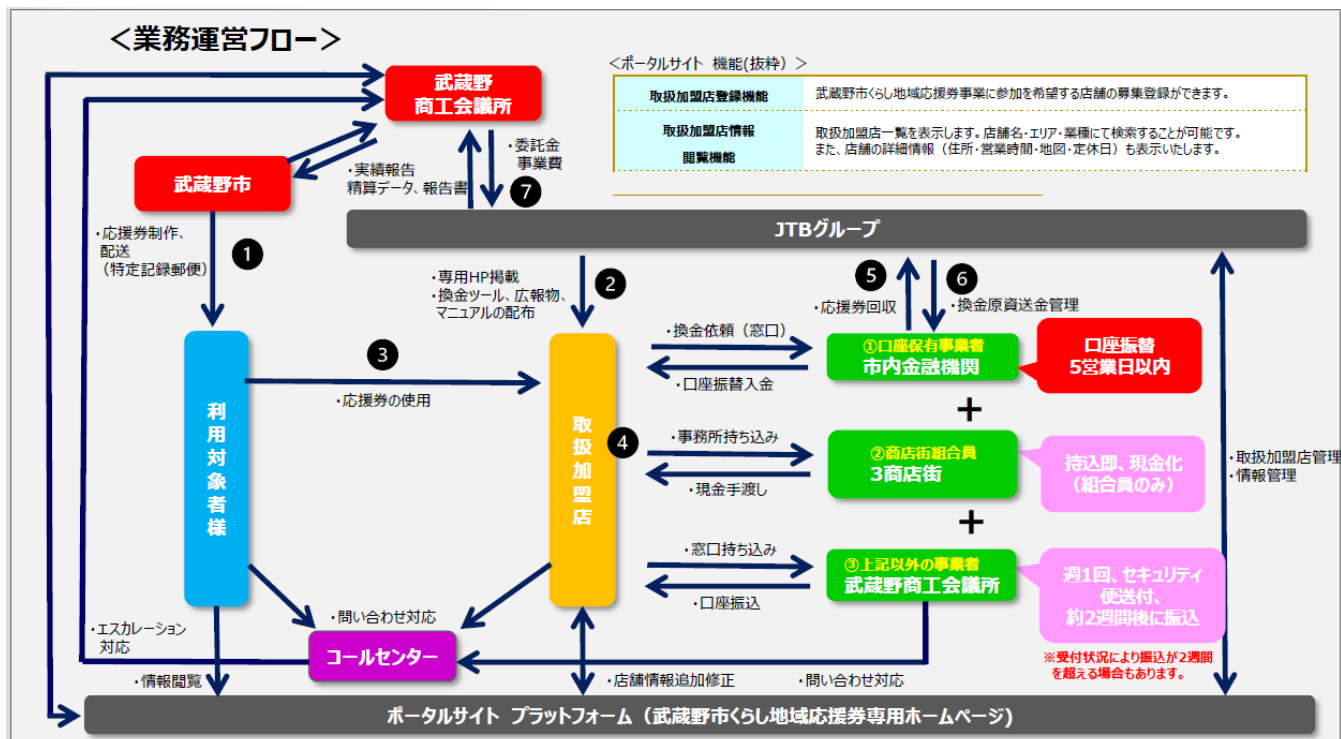 ＜業務運営フロー＞
＜ポータルサイト 機能(抜粋）＞
取扱加盟店登録機能
武蔵野市くらし地域応援券事業に参加を希望する店舗の募集登録ができます。
取扱加盟店情報
閲覧機能
取扱加盟店一覧を表示します。店舗名・エリア・業種にて検索することが可能です。
また、店舗の詳細情報（住所・営業時間・地図・定休日）も表示いたします。
武蔵野
商工会議所
武蔵野市
・実績報告
精算データ、報告書
・委託金
事業費
7
JTBグループ
・応援券制作、
配送
（特定記録郵便）
1
・専用HP掲載
・換金ツール、広報物、
マニュアルの配布
2
5
・応援券回収
6
・換金原資送金管理
3
・応援券の使用
利用対象者様
取扱加盟店
4
・換金依頼（窓口）
・口座振替入金
①口座保有事業者
市内金融機関
口座振替
5営業日以内
+
・事務所持ち込み
・現金手渡し
②商店街組合員
3商店街
持込即、現金化
（組合員のみ）
+
・窓口持ち込み
・口座振込
③上記以外の事業者
武蔵野商工会議所
週1回、セキュリティ
便送付、
約2週間後に振込
※受付状況により振込が2週間
を超える場合もあります。
・取扱加盟店管理
・情報管理
・エスカレーション
対応
・問い合わせ対応
コールセンター
・情報閲覧
・店舗情報追加修正
・問い合わせ対応
ポータルサイト プラットフォーム（武蔵野市くらし地域応援券専用ホームページ)